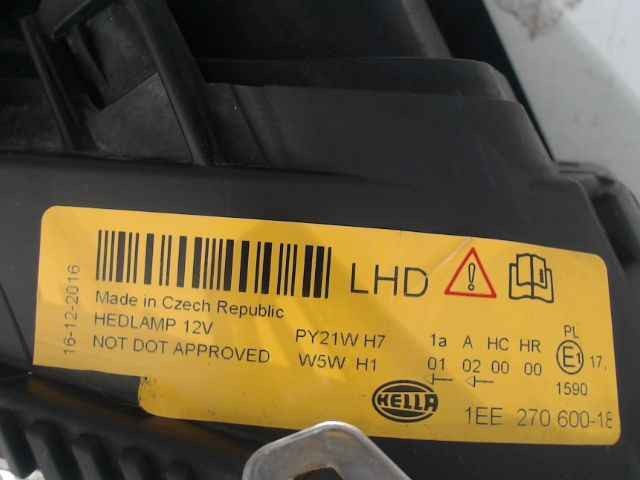 16-12-2016
LHD
Made in Czech Republic
HEDLAMP 12V
NOT DOT APPROVED
PY21W H7
W5W H1
1a A HC HR
01 02 00 00
PL
E1 17,
1590
HELLA
1EE 270 600-18